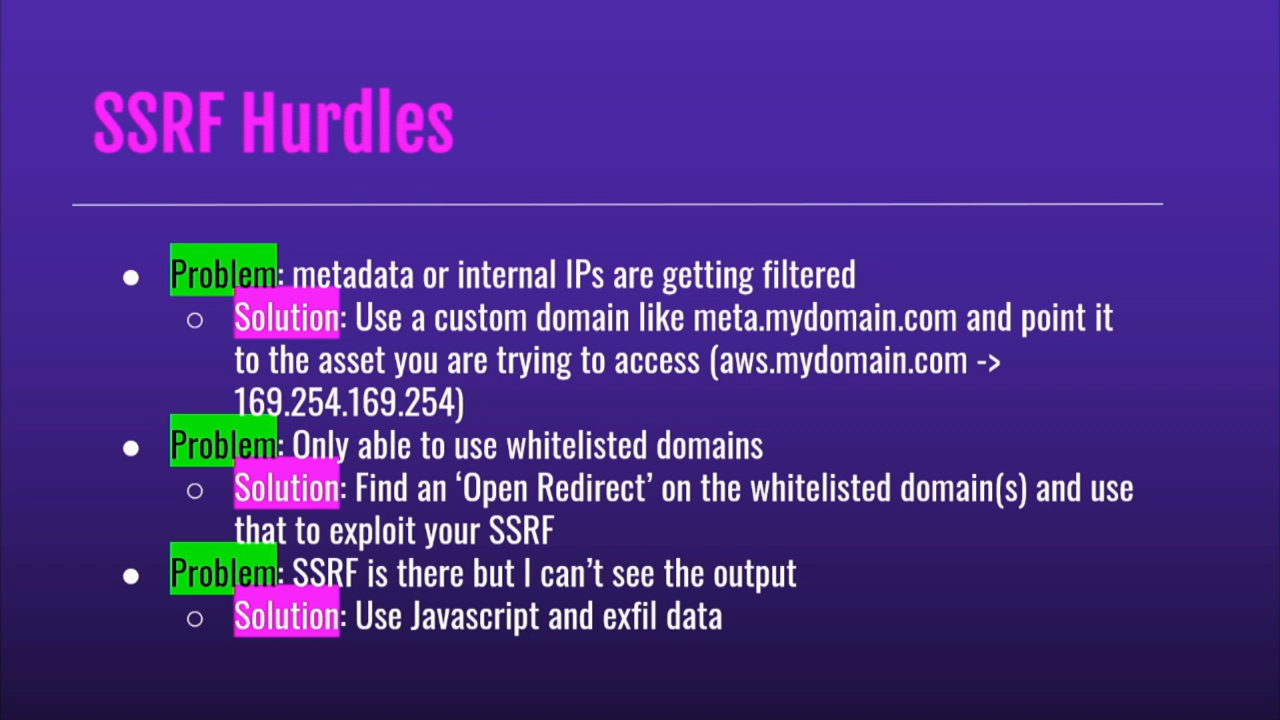 SSRF Hurdles
● Problem: metadata or internal IPs are getting filtered
○ Solution: Use a custom domain like meta.mydomain.com and point it
to the asset you are trying to access (aws.mydomain.com ->
169.254.169.254)
● Problem: Only able to use whitelisted domains
○ Solution: Find an ‘Open Redirect’ on the whitelisted domain(s) and use
that to exploit your SSRF
● Problem: SSRF is there but I can’t see the output
○ Solution: Use Javascript and exfil data